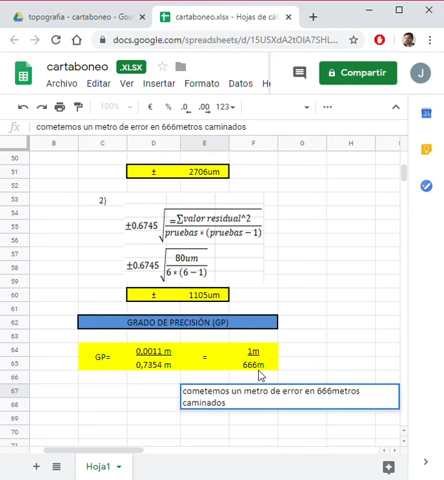 topografia - cartaboneo - Goo
cartaboneo.xlsx - Hojas de cál
docs.google.com/spreadsheets/d/15U5XdA2tOIA7SHL...
cartaboneo .XLSX
Archivo Editar Ver Insertar Formato Datos H
Compartir J
100% € % .0 .00 123
fx cometemos un metro de error en 666metros caminados
B C D E F G H
50
51 ± 2706um
52
53 2)
54 =∑valor residual^2
55 ±0.6745
56 pruebas * (pruebas − 1)
57 80um
58 ±0.6745
6 * (6 − 1)
59
60 ± 1105um
61
62 GRADO DE PRECISIÓN (GP)
63
64 0,0011 m 1m
GP= =
65 0,7354 m 666m
66
67 cometemos un metro de error en 666metros
68 caminados
69
70
71
Hoja1